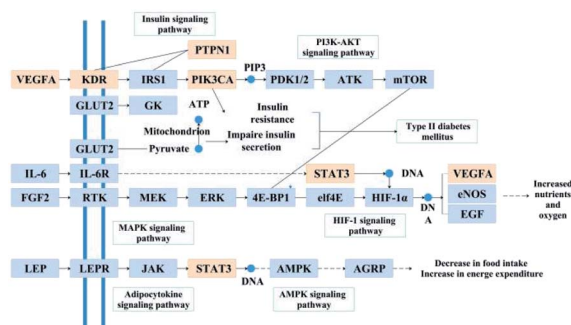 Insulin signaling
pathway
PTPN1
PI3K-AKT
signaling pathway
PIP3
VEGFA
KDR
IRS1
PIK3CA
PDK1/2
ATK
mTOR
GLUT2
GK
ATP
Insulin
resistance
Mitochondrion
Impaire insulin
secretion
Type II diabetes
mellitus
GLUT2
Pyruvate
IL-6
IL-6R
STAT3
DNA
VEGFA
FGF2
RTK
MEK
ERK
4E-BP1
elf4E
HIF-1α
DN
A
eNOS
EGF
Increased
nutrients
and
oxygen
MAPK signaling
pathway
HIF-1 signaling
pathway
LEP
LEPR
JAK
STAT3
DNA
AMPK
AGRP
Decrease in food intake
Increase in energy expenditure
Adipocytokine
signaling pathway
AMPK signaling
pathway